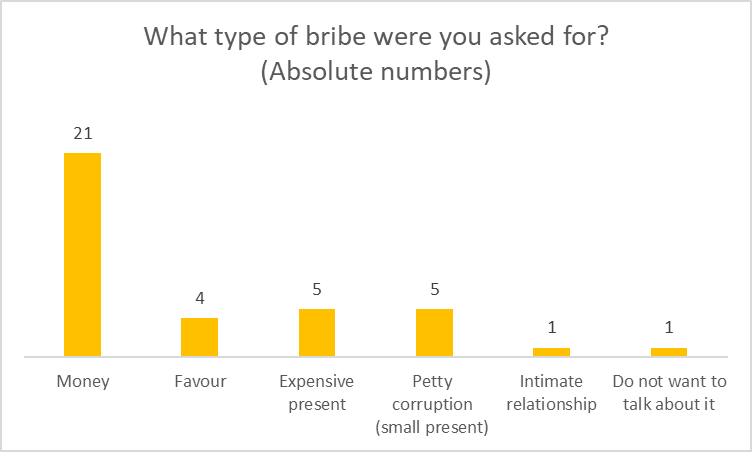 What type of bribe were you asked for?
(Absolute numbers)
21
4
5
5
1
1
Money
Favour
Expensive
present
Petty
corruption
(small present)
Intimate
relationship
Do not want to
talk about it